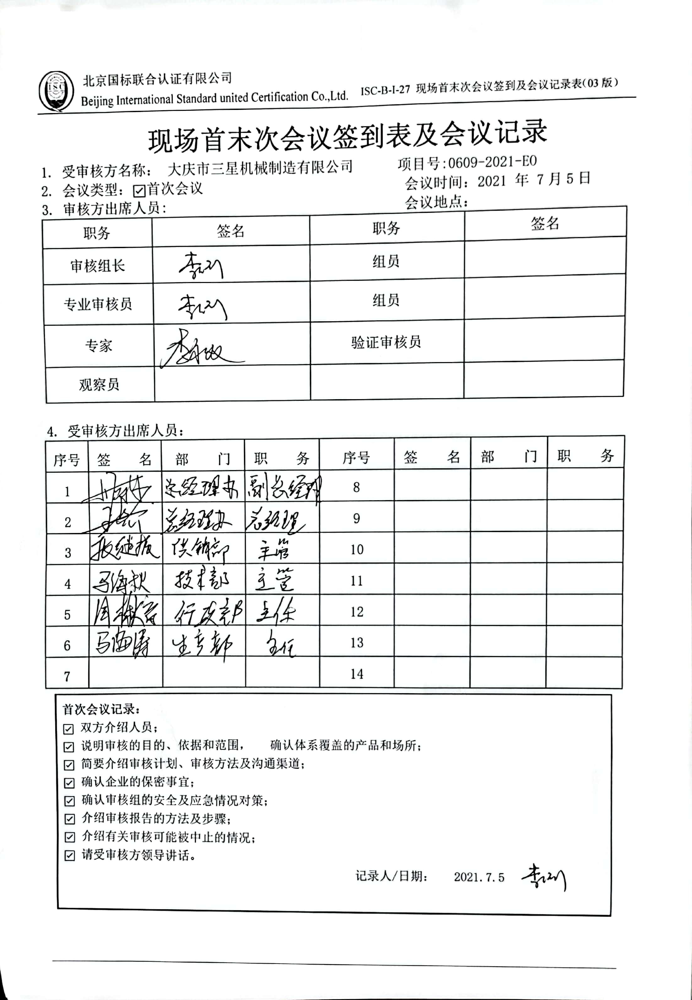 ISC
北京国标联合认证有限公司
Beijing International Standard united Certification Co.,Ltd.
ISC-B-I-27 现场首末次会议签到及会议记录表(03 版)
现场首末次会议签到表及会议记录
1. 受审核方名称: 大庆市三星机械制造有限公司 项目号:0609-2021-EO
2. 会议类型: ☑首次会议 会议时间: 2021 年 7 月 5 日
3. 审核方出席人员: 会议地点:
职务 签名 职务 签名
审核组长 组员
专业审核员 组员
专家 验证审核员
观察员
4. 受审核方出席人员:
序号 签 名 部 门 职 务 序号 签 名 部 门 职 务
1 总经理办 副总经理 8
2 总经理办 总经理 9
3 张继振 供销部 主管 10
4 马海秋 技术部 主管 11
5 行政部 主任 12
6 马海涛 生产部 主任 13
7 14
首次会议记录:
☑ 双方介绍人员;
☑ 说明审核的目的、依据和范围, 确认体系覆盖的产品和场所;
☑ 简要介绍审核计划、审核方法及沟通渠道;
☑ 确认企业的保密事宜;
☑ 确认审核组的安全及应急情况对策;
☑ 介绍审核报告的方法及步骤;
☑ 介绍有关审核可能被中止的情况;
☑ 请受审核方领导讲话。
记录人/日期: 2021.7.5